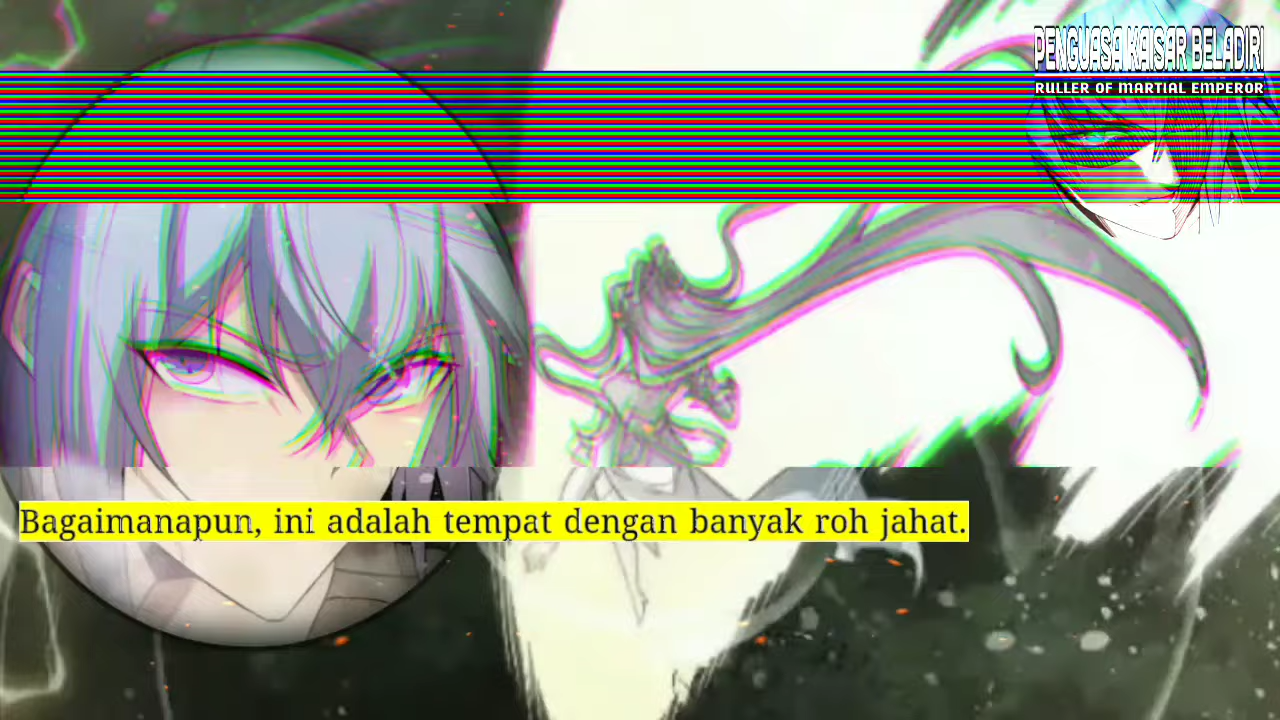 PENGUASA KAISAR BELADIRI
RULLER OF MARTIAL EMPEROR
Bagaimanapun, ini adalah tempat dengan banyak roh jahat.